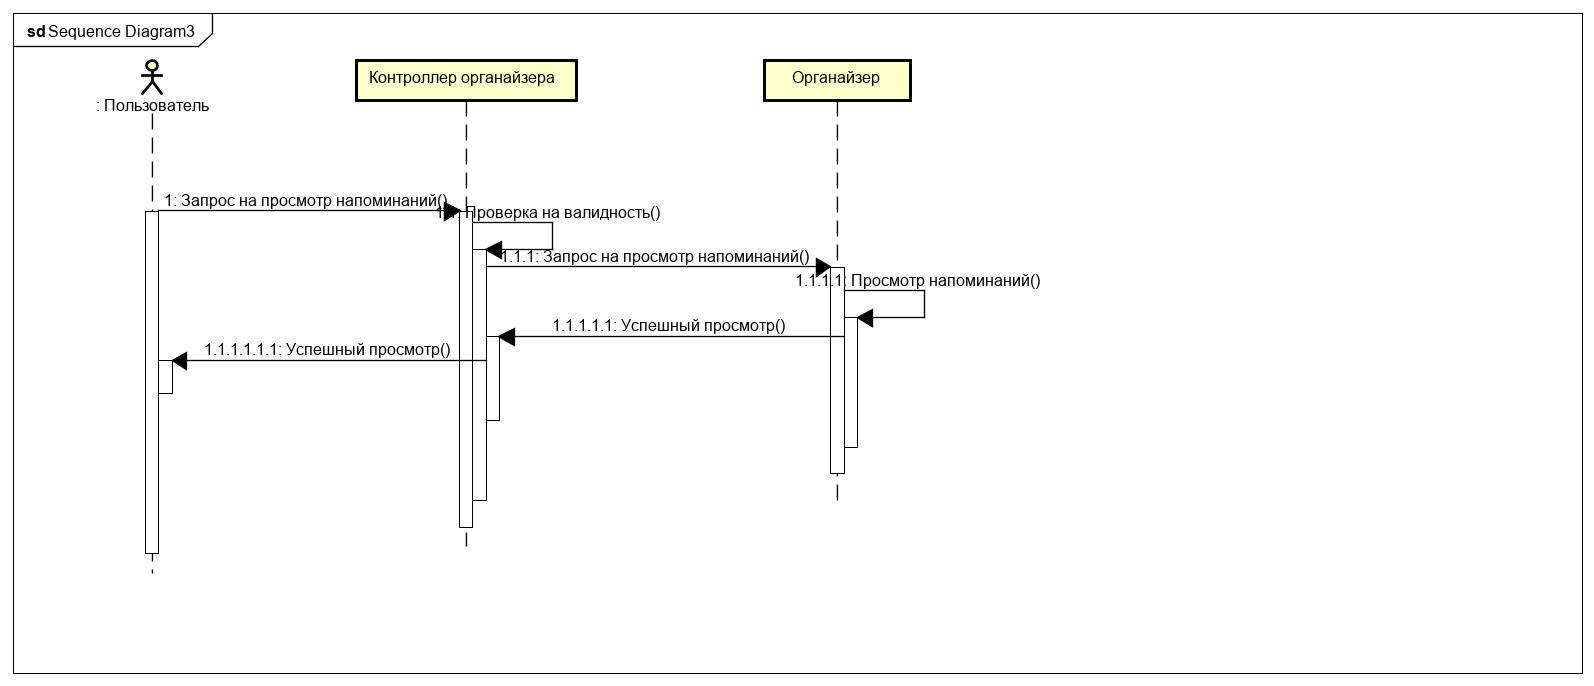 sd Sequence Diagram3
: Пользователь
Контроллер органайзера
Органайзер
1: Запрос на просмотр напоминаний()
Проверка на валидность()
1.1.1: Запрос на просмотр напоминаний()
1.1.1.1: Просмотр напоминаний()
1.1.1.1.1: Успешный просмотр()
1.1.1.1.1.1: Успешный просмотр()